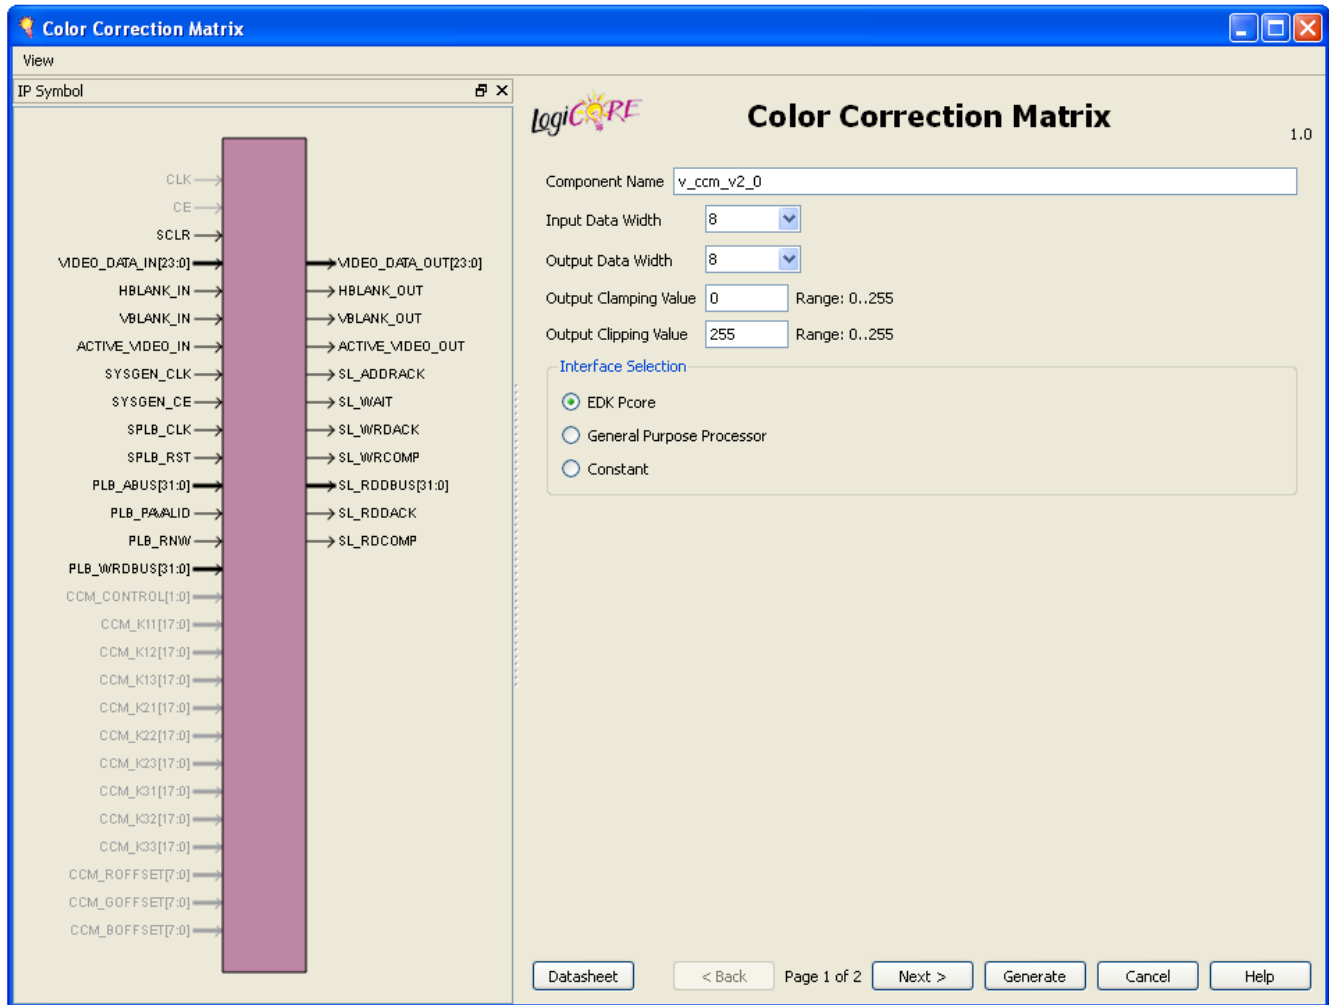 Color Correction Matrix
View
IP Symbol
CLK
CE
SCLR
VIDEO_DATA_IN[23:0]
HBLANK_IN
VBLANK_IN
ACTIVE_VIDEO_IN
SYSGEN_CLK
SYSGEN_CE
SPLB_CLK
SPLB_RST
PLB_ABUS[31:0]
PLB_PAVALID
PLB_RNW
PLB_WRDBUS[31:0]
CCM_CONTROL[1:0]
CCM_K11[17:0]
CCM_K12[17:0]
CCM_K13[17:0]
CCM_K21[17:0]
CCM_K22[17:0]
CCM_K23[17:0]
CCM_K31[17:0]
CCM_K32[17:0]
CCM_K33[17:0]
CCM_ROFFSET[7:0]
CCM_GOFFSET[7:0]
CCM_BOFFSET[7:0]
VIDEO_DATA_OUT[23:0]
HBLANK_OUT
VBLANK_OUT
ACTIVE_VIDEO_OUT
SL_ADDRACK
SL_WAIT
SL_WRDACK
SL_WRCOMP
SL_RDDBUS[31:0]
SL_RDDACK
SL_RDCOMP
LogiCORE
Color Correction Matrix
1.0
Component Name v_ccm_v2_0
Input Data Width 8
Output Data Width 8
Output Clamping Value 0 Range: 0..255
Output Clipping Value 255 Range: 0..255
Interface Selection
EDK Pcore
General Purpose Processor
Constant
Datasheet < Back Page 1 of 2 Next > Generate Cancel Help